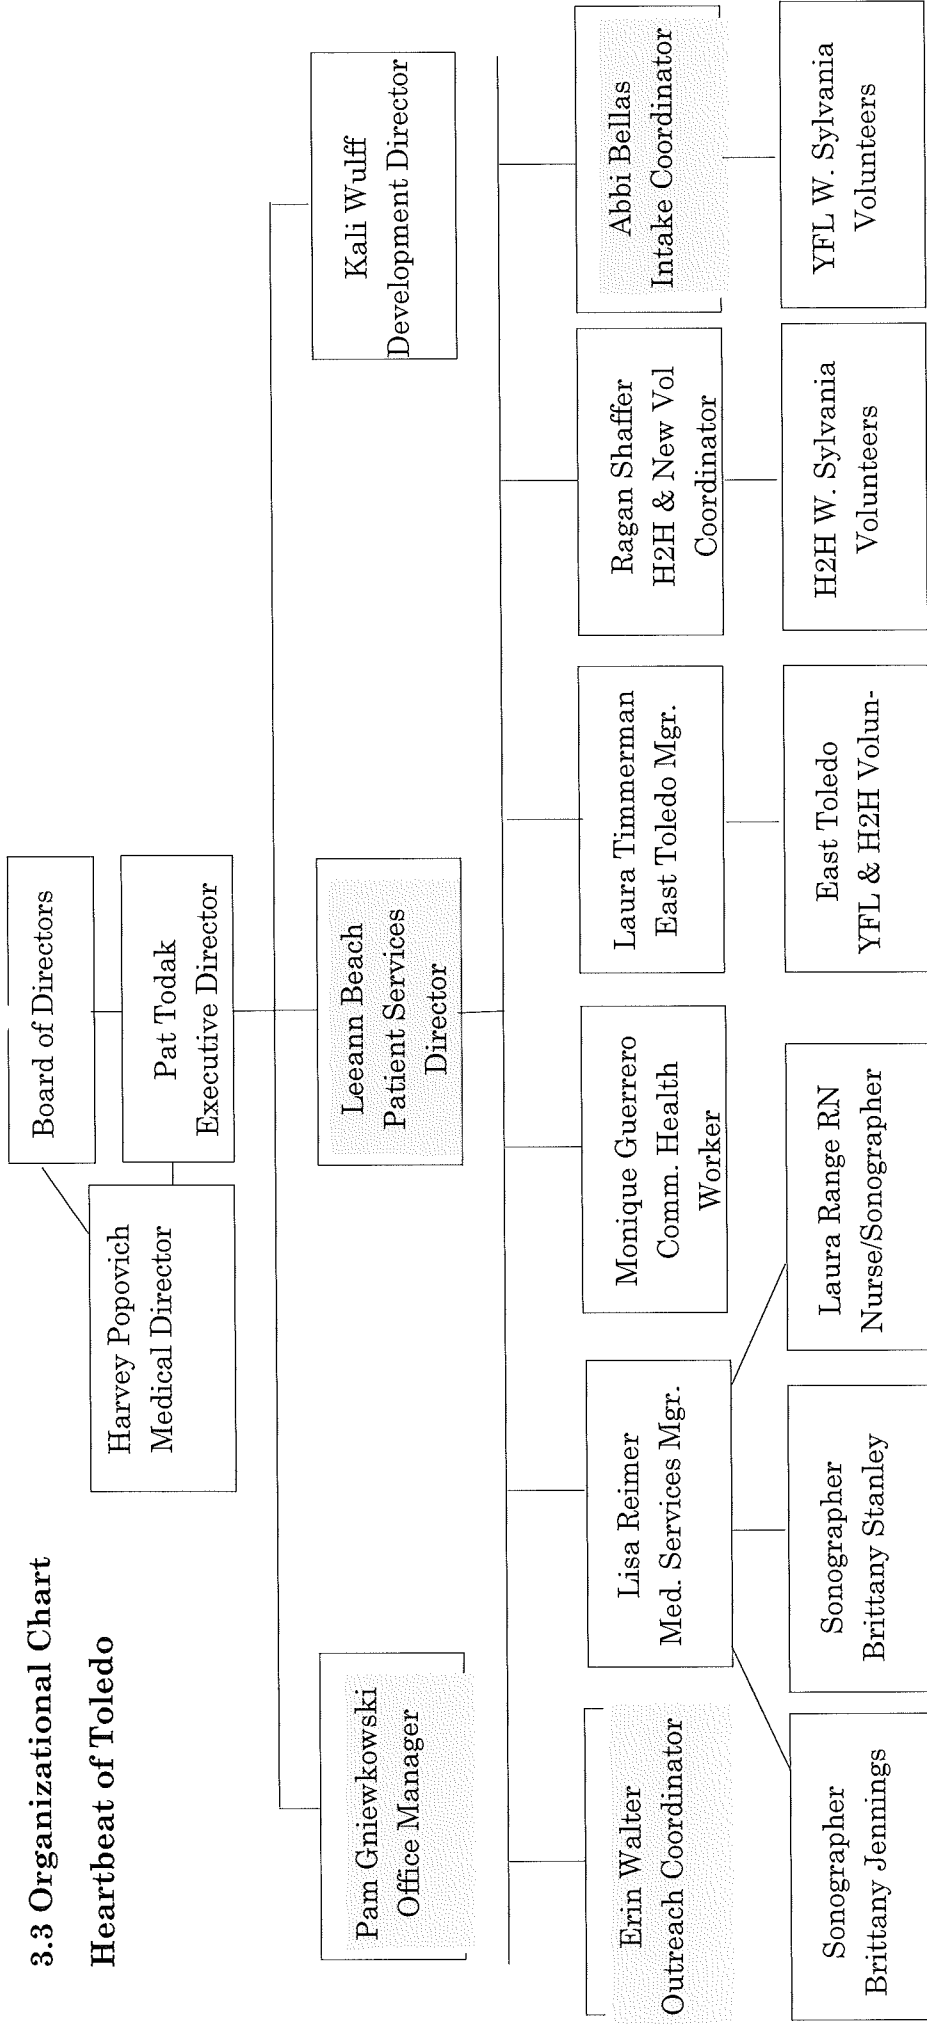 3.3 Organizational Chart
Heartbeat of Toledo
Board of Directors
Harvey Popovich
Medical Director
Pat Todak
Executive Director
Pam Gniewkowski
Office Manager
Leeann Beach
Patient Services
Director
Kali Wulff
Development Director
Erin Walter
Outreach Coordinator
Lisa Reimer
Med. Services Mgr.
Monique Guerrero
Comm. Health
Worker
Laura Timmerman
East Toledo Mgr.
Ragan Shaffer
H2H & New Vol
Coordinator
Abbi Bellas
Intake Coordinator
Sonographer
Brittany Jennings
Sonographer
Brittany Stanley
Laura Range RN
Nurse/Sonographer
East Toledo
YFL & H2H Volun-
H2H W. Sylvania
Volunteers
YFL W. Sylvania
Volunteers